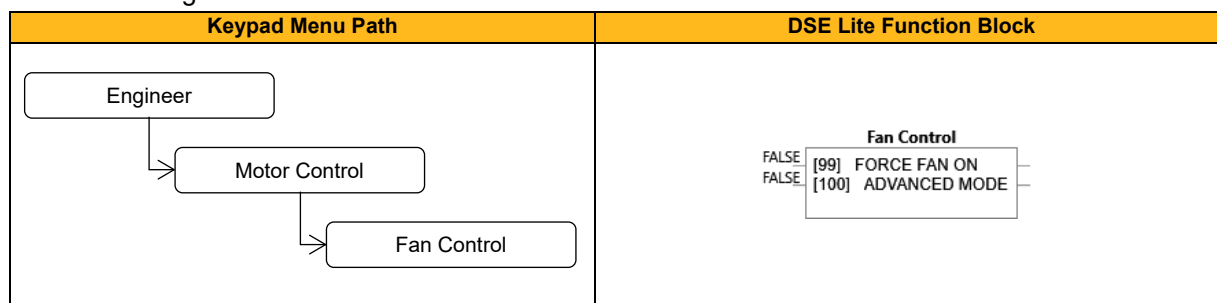 Keypad Menu Path
DSE Lite Function Block
Engineer
Motor Control
Fan Control
Fan Control
FALSE [99] FORCE FAN ON
FALSE [100] ADVANCED MODE